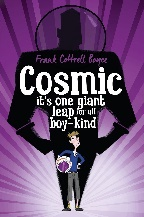 Frank Cottrell Boyce
Cosmic
it's one giant
leap for all
boy-kind